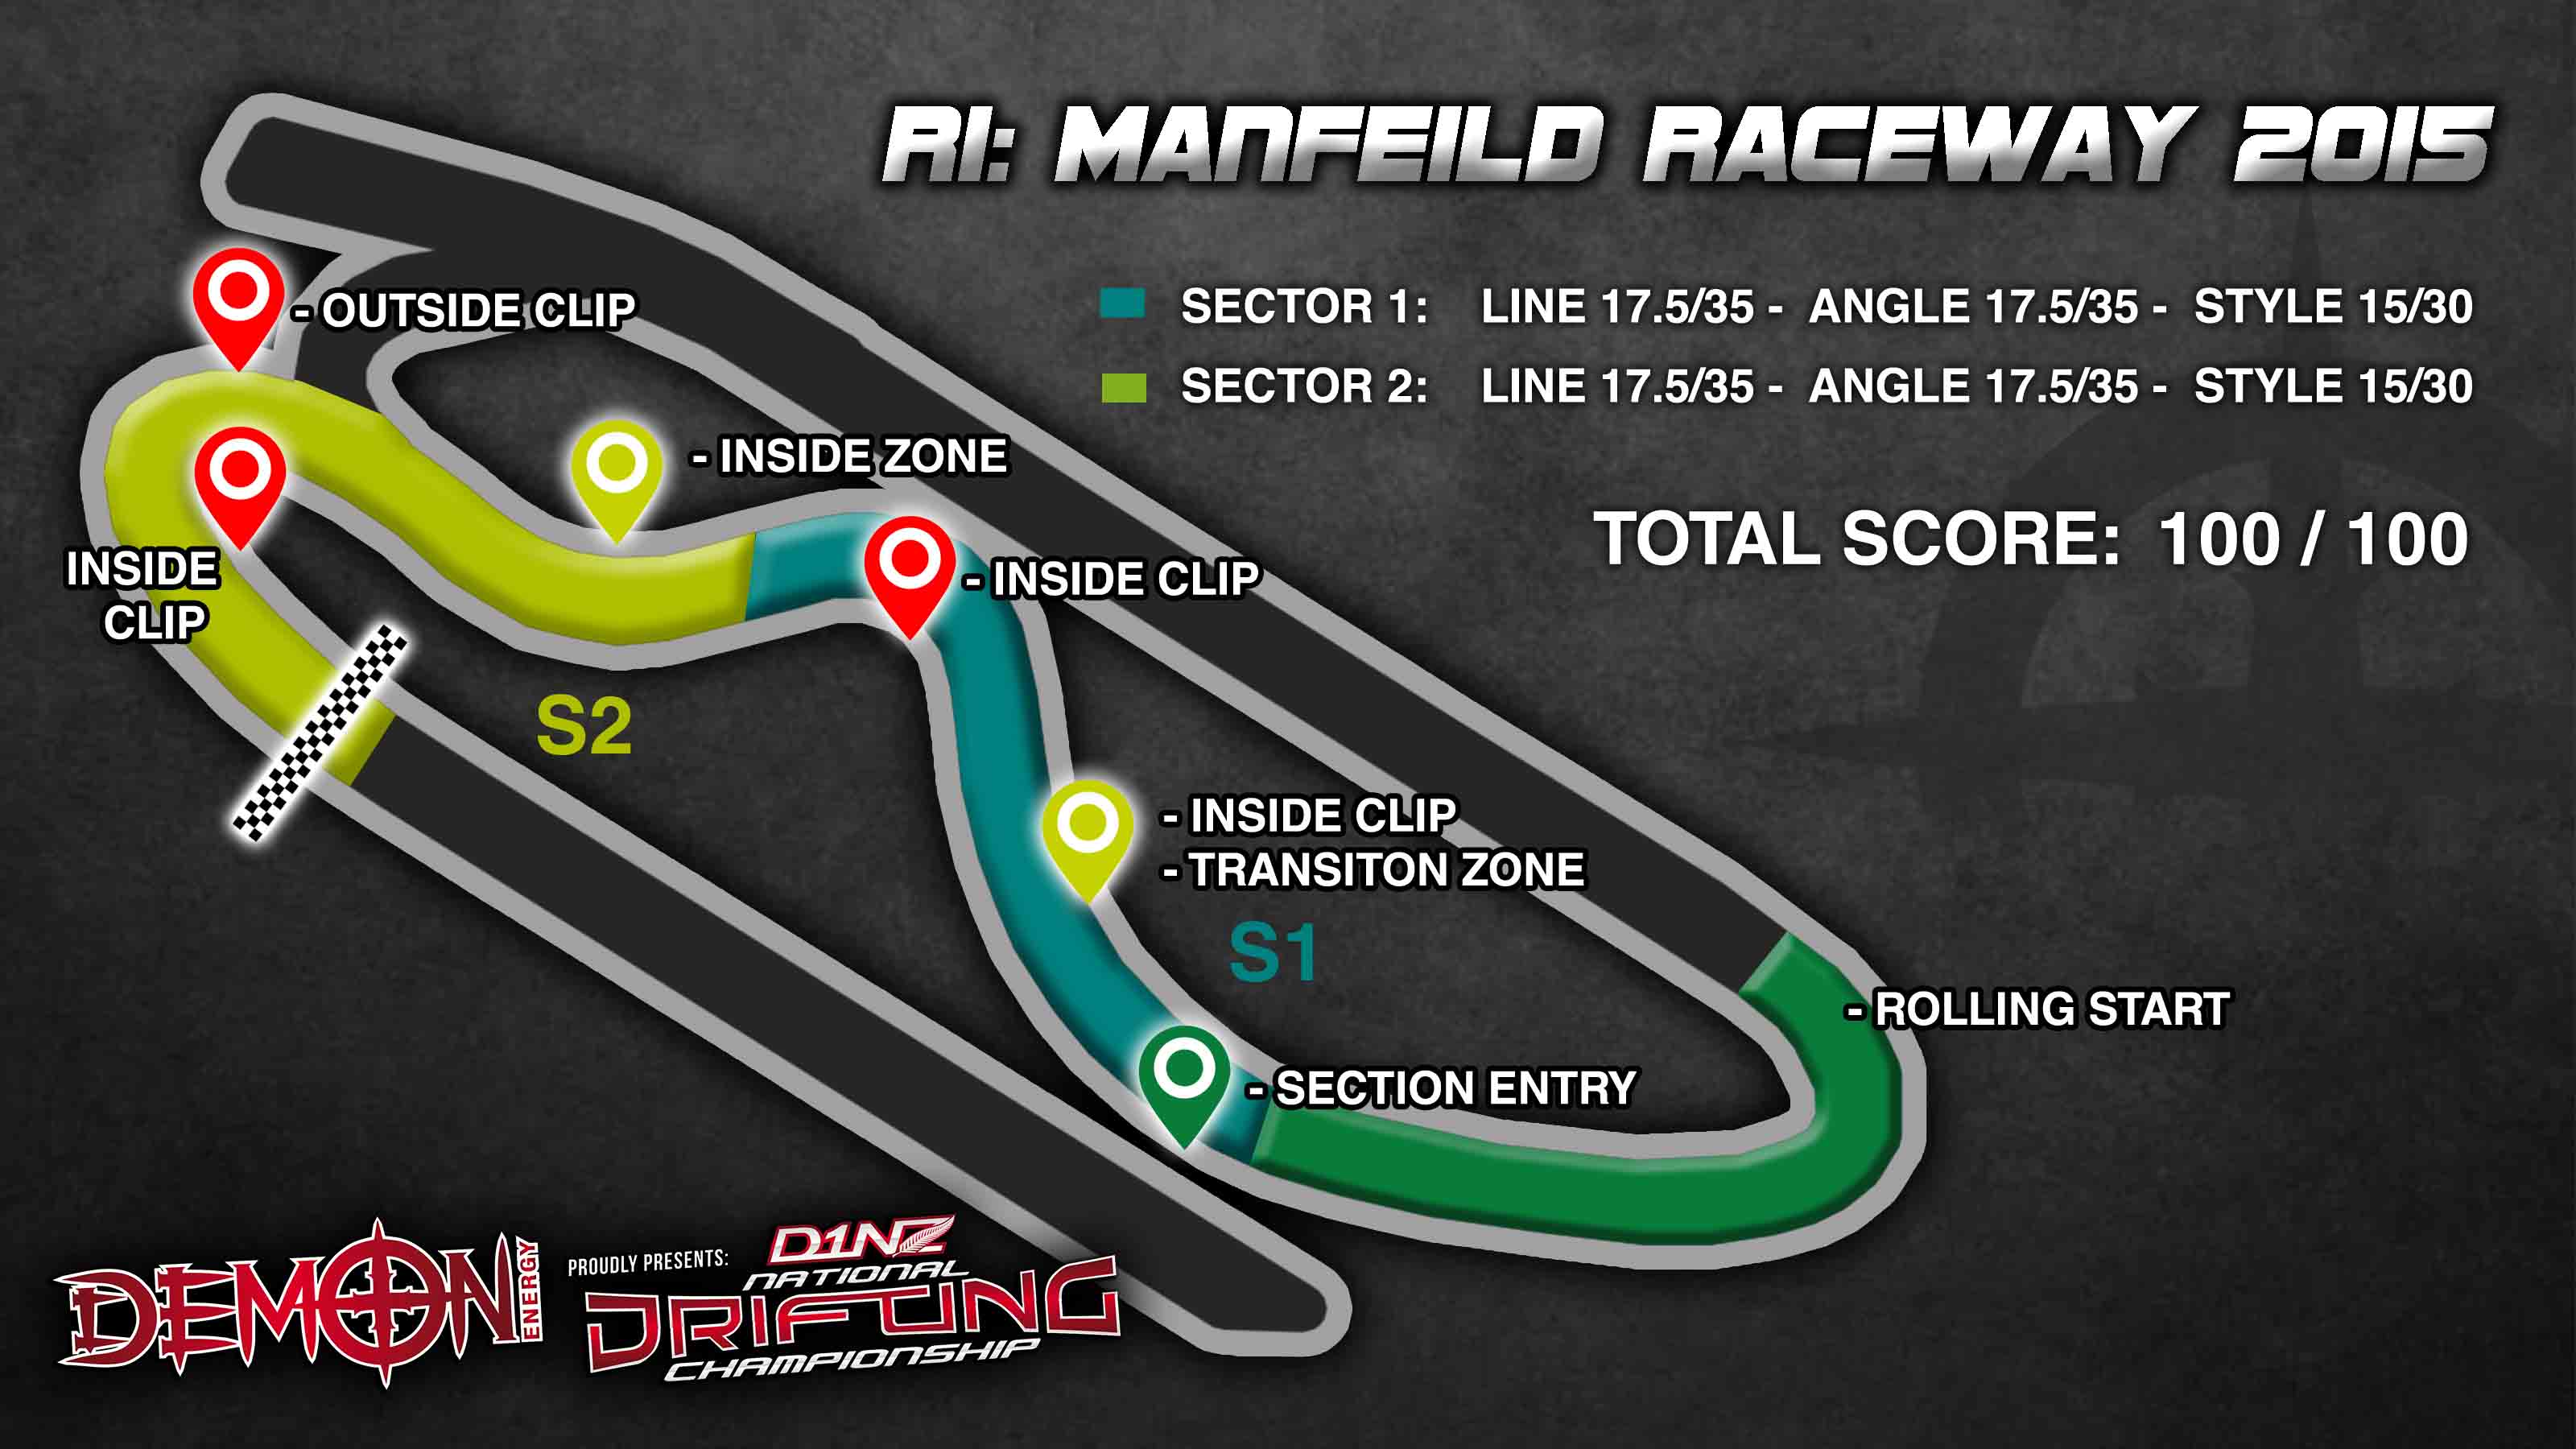 R1: MANFEILD RACEWAY 2015
SECTOR 1: LINE 17.5/35 - ANGLE 17.5/35 - STYLE 15/30
SECTOR 2: LINE 17.5/35 - ANGLE 17.5/35 - STYLE 15/30
TOTAL SCORE: 100 / 100
- OUTSIDE CLIP
- INSIDE ZONE
INSIDE
CLIP
- INSIDE CLIP
S2
- INSIDE CLIP
- TRANSITON ZONE
S1
- ROLLING START
- SECTION ENTRY
DEMON ENERGY
PROUDLY PRESENTS:
D1NZ
NATIONAL
DRIFTING
CHAMPIONSHIP